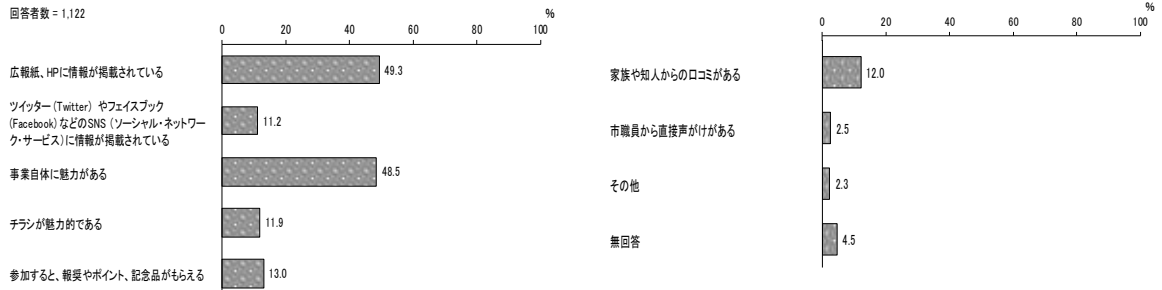 回答者数 = 1,122
%
0 20 40 60 80 100
広報紙、HPに情報が掲載されている
49.3
ツイッター(Twitter) やフェイスブック
(Facebook)などのSNS (ソーシャル・ネットワー
ク・サービス)に情報が掲載されている
11.2
事業自体に魅力がある
48.5
チラシが魅力的である
11.9
参加すると、報奨やポイント、記念品がもらえる
13.0
%
0 20 40 60 80 100
家族や知人からの口コミがある
12.0
市職員から直接声がけがある
2.5
その他
2.3
無回答
4.5